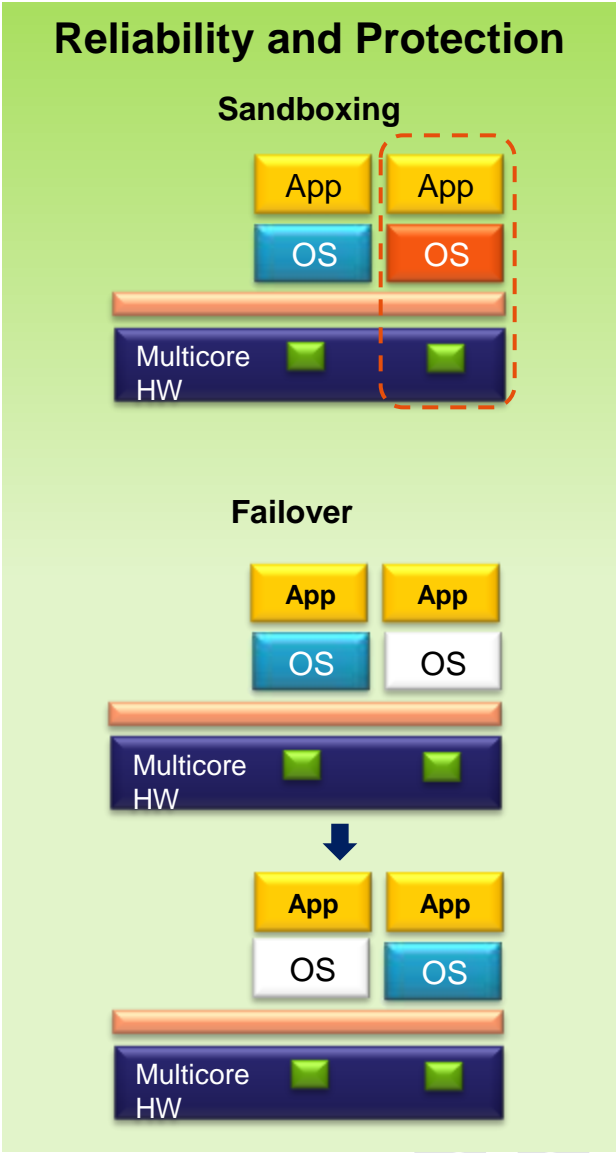 Reliability and Protection
Sandboxing
App App
OS OS
Multicore
HW
Failover
App App
OS OS
Multicore
HW
App App
OS OS
Multicore
HW